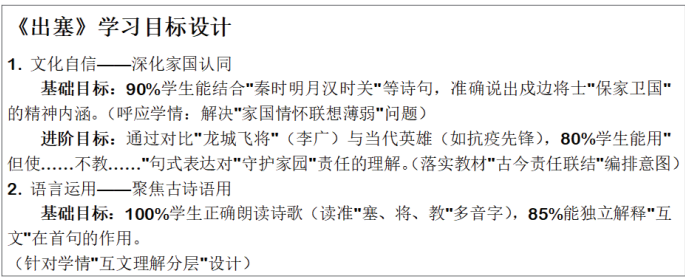 《出塞》学习目标设计
1. 文化自信——深化家国认同
基础目标：90%学生能结合"秦时明月汉时关"等诗句，准确说出戍边将士"保家卫国"
的精神内涵。（呼应学情：解决"家国情怀联想薄弱"问题）
进阶目标：通过对比"龙城飞将"（李广）与当代英雄（如抗疫先锋），80%学生能用"
但使……不教……"句式表达对"守护家园"责任的理解。（落实教材"古今责任联结"编排意图）
2. 语言运用——聚焦古诗语用
基础目标：100%学生正确朗读诗歌（读准"塞、将、教"多音字），85%能独立解释"互
文"在首句的作用。
（针对学情"互文理解分层"设计）